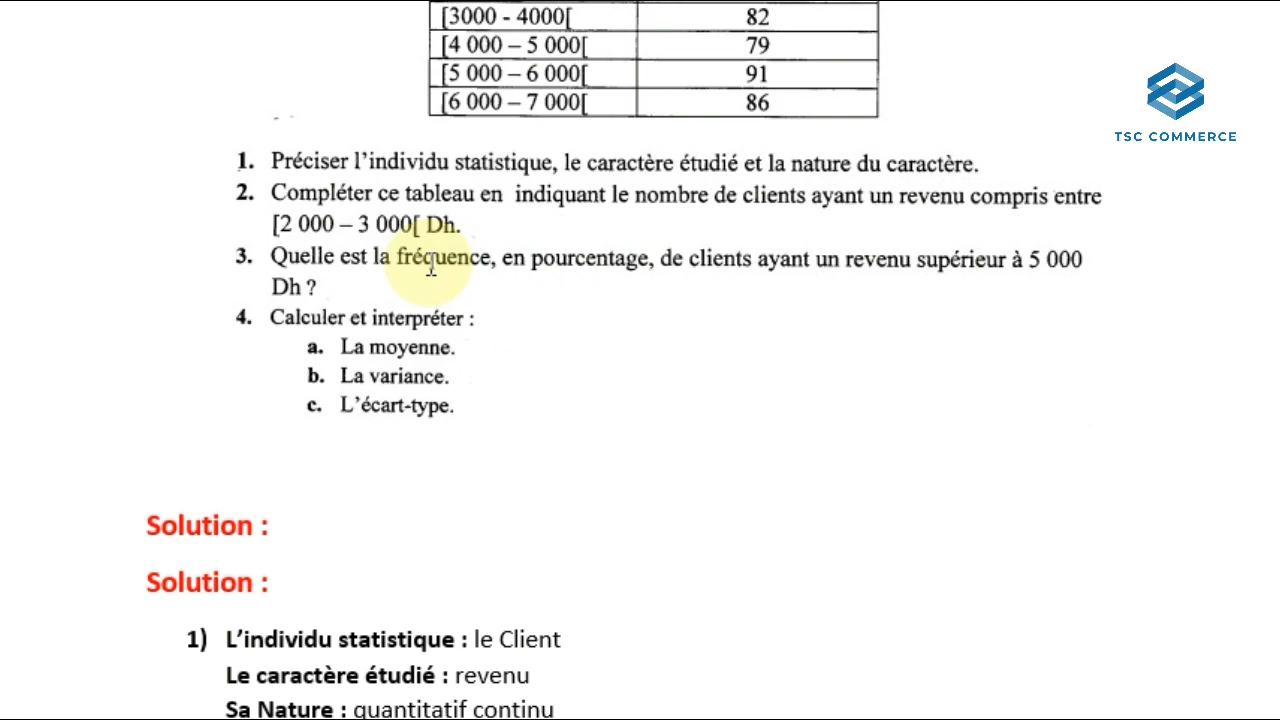 [3000 - 4000[ 82
[4 000 – 5 000[ 79
[5 000 – 6 000[ 91
[6 000 – 7 000[ 86
TSC COMMERCE
1. Préciser l'individu statistique, le caractère étudié et la nature du caractère.
2. Compléter ce tableau en indiquant le nombre de clients ayant un revenu compris entre
[2 000 – 3 000[ Dh.
3. Quelle est la fréquence, en pourcentage, de clients ayant un revenu supérieur à 5 000
Dh ?
4. Calculer et interpréter :
a. La moyenne.
b. La variance.
c. L'écart-type.
Solution :
Solution :
1) L'individu statistique : le Client
Le caractère étudié : revenu
Sa Nature : quantitatif continu